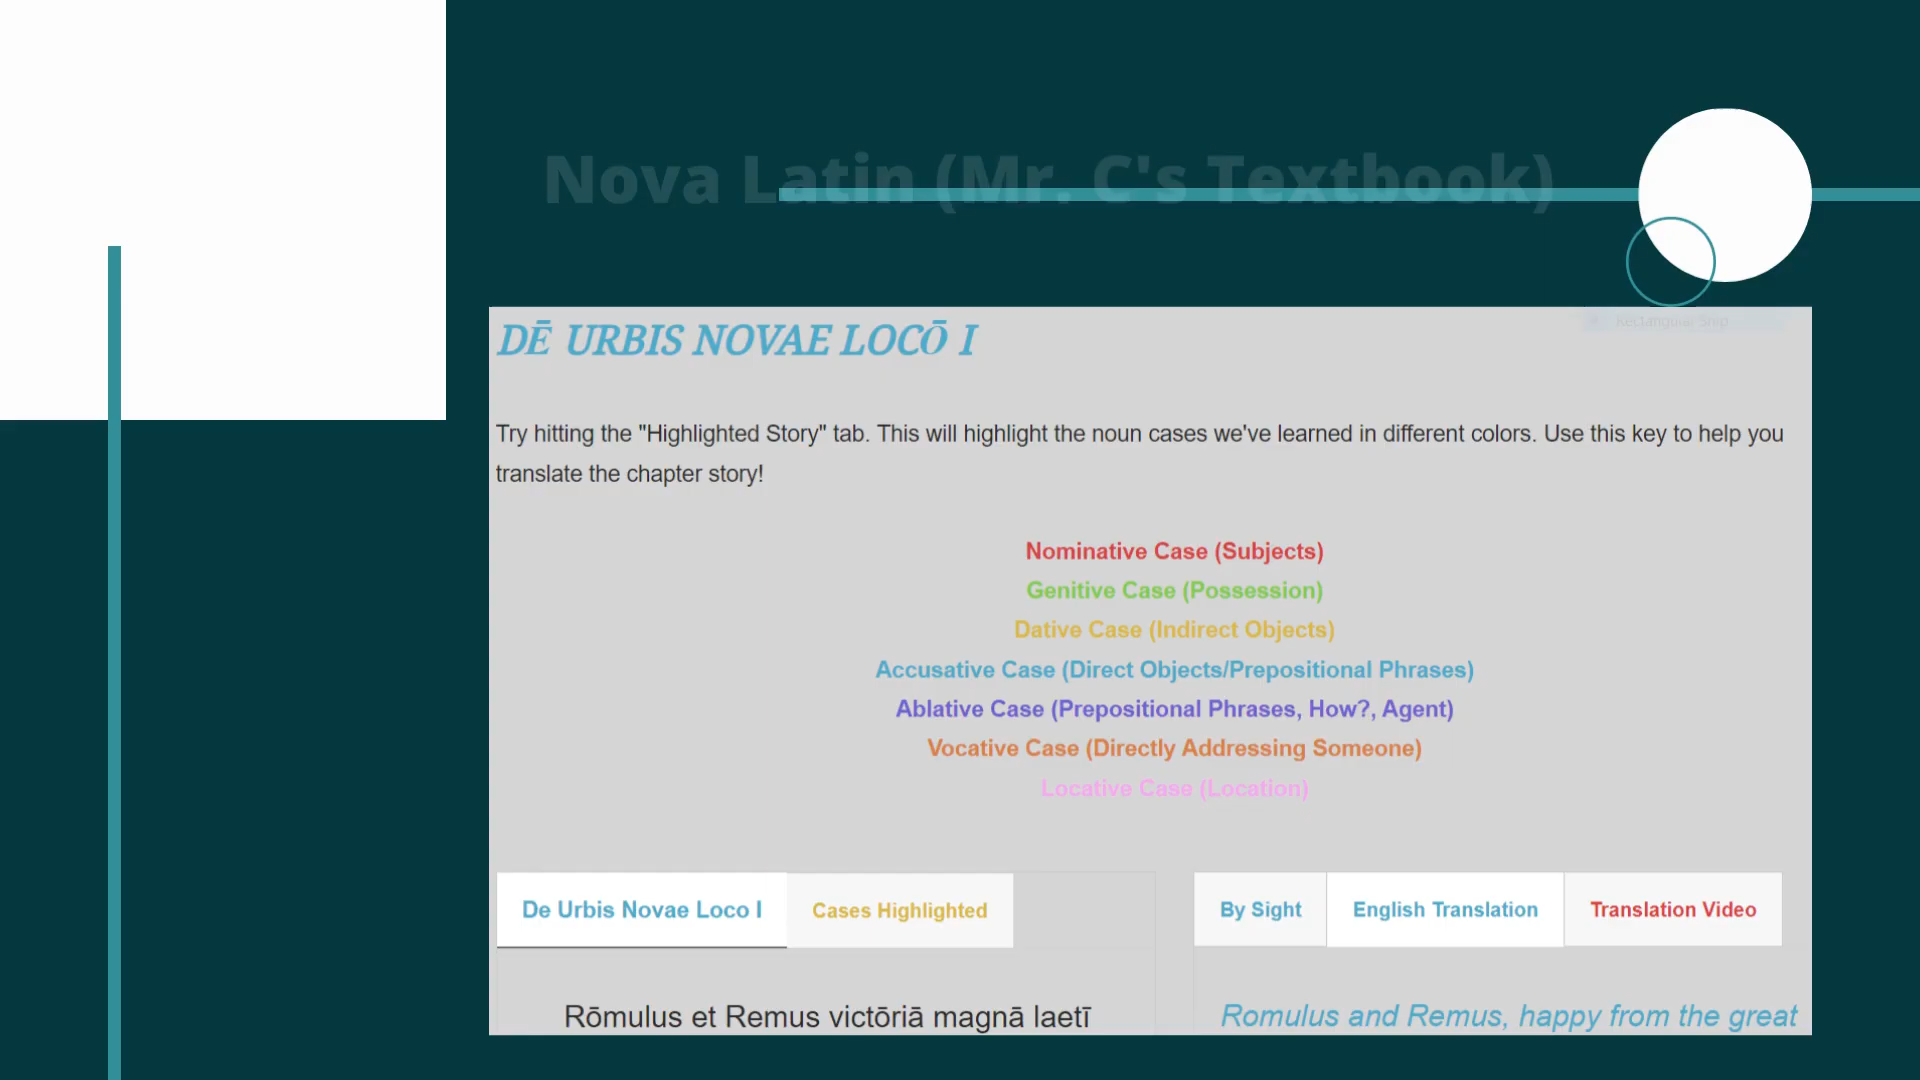 Nova Latin (Mr. C's Textbook)
Rectangular Snip
DĒ URBIS NOVAE LOCŌ I
Try hitting the "Highlighted Story" tab. This will highlight the noun cases we've learned in different colors. Use this key to help you
translate the chapter story!
Nominative Case (Subjects)
Genitive Case (Possession)
Dative Case (Indirect Objects)
Accusative Case (Direct Objects/Prepositional Phrases)
Ablative Case (Prepositional Phrases, How?, Agent)
Vocative Case (Directly Addressing Someone)
Locative Case (Location)
De Urbis Novae Loco I
Cases Highlighted
By Sight
English Translation
Translation Video
Rōmulus et Remus victōriā magnā laetī
Romulus and Remus, happy from the great